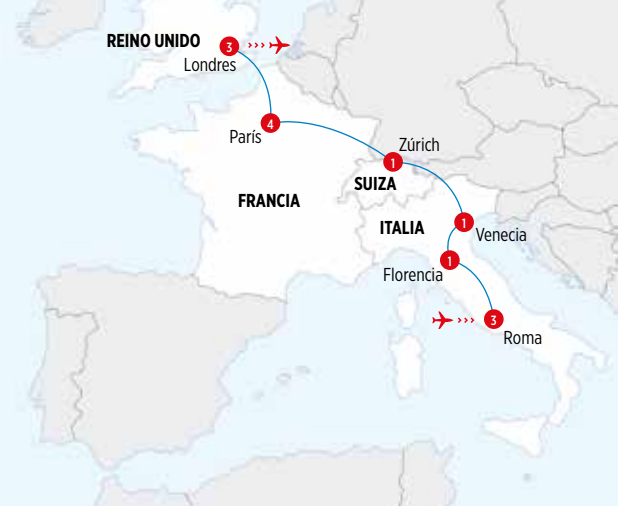 REINO UNIDO
3
Londres
4
París
Zúrich
1
SUIZA
FRANCIA
ITALIA
1
Venecia
1
Florencia
3
Roma